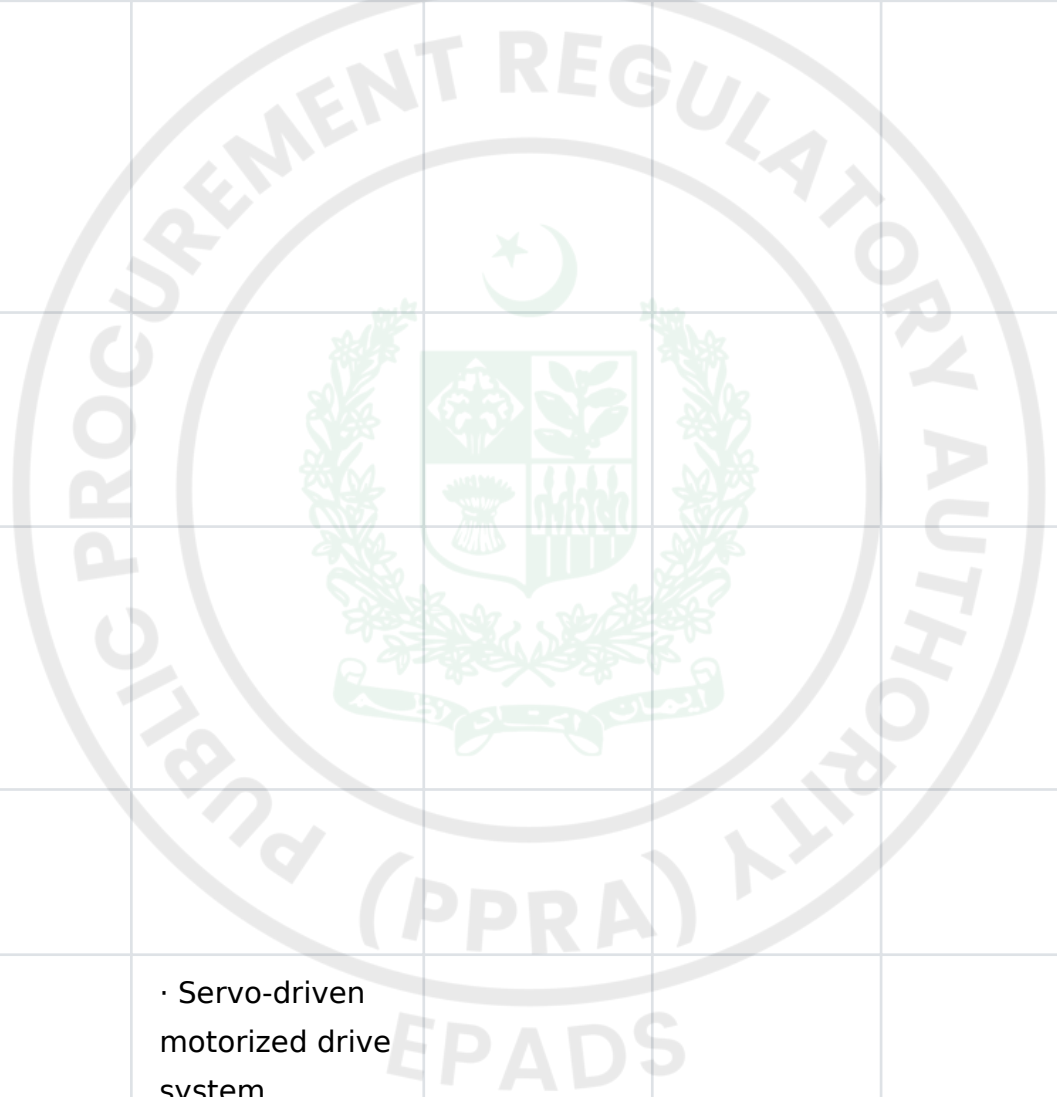 PUBLIC PROCUREMENT REGULATORY AUTHORITY
(PPRA)
· Servo-driven
motorized drive
EPADS
system